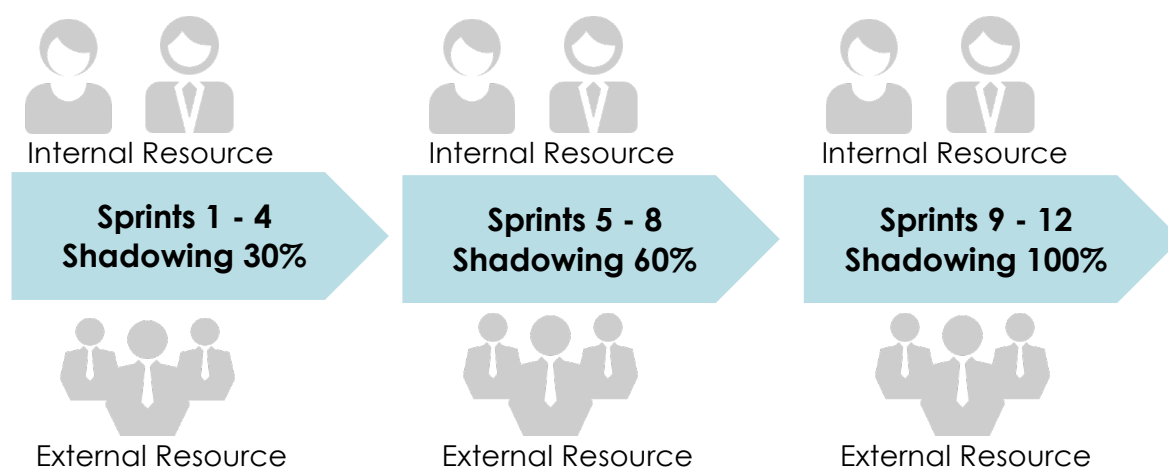 Internal Resource
Internal Resource
Internal Resource
Sprints 1 - 4
Shadowing 30%
Sprints 5 - 8
Shadowing 60%
Sprints 9 - 12
Shadowing 100%
External Resource
External Resource
External Resource